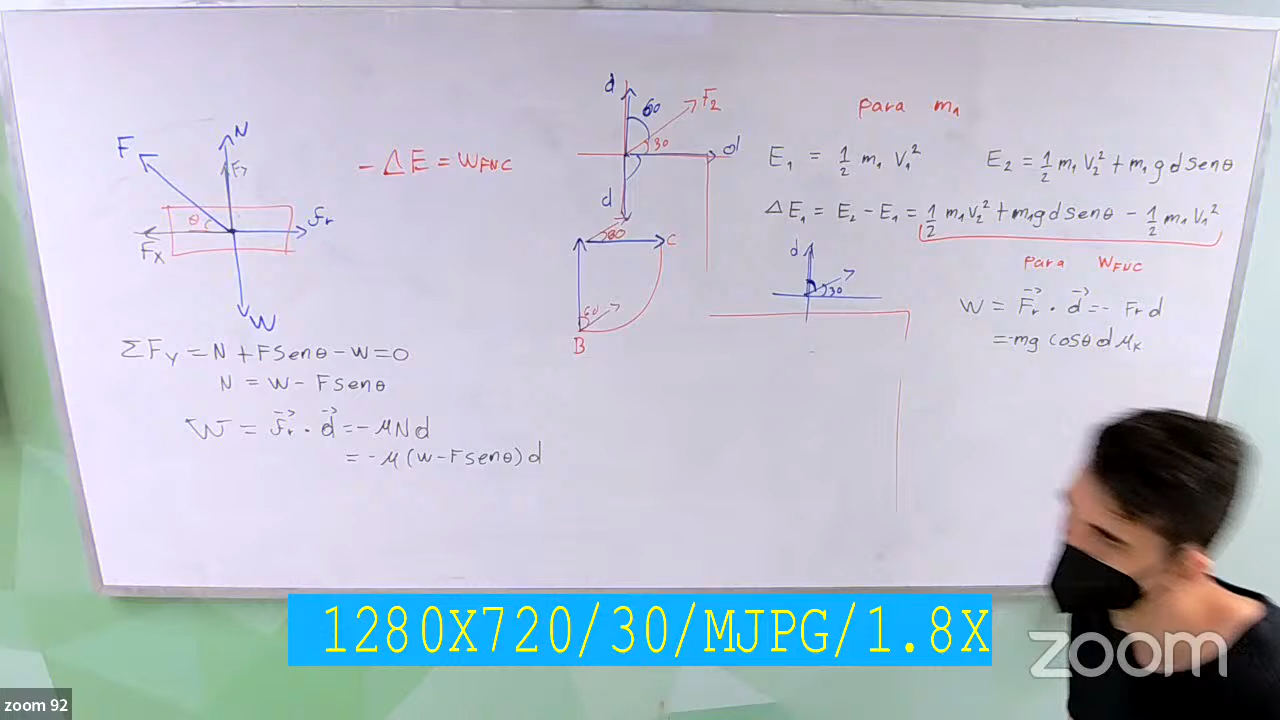 N
F
Fy
θ
fr
Fx
W
ΣFy = N + FSenθ - W = 0
N = W - Fsenθ
W = fr · d = - μNd
= - μ (W - Fsenθ) d
- ΔE = WFNC
d
60
F2
30
d
d
60
C
60
B
d
30
para m1
E1 = 1/2 m1 V1²
E2 = 1/2 m1 V2² + m1 g d Senθ
ΔE1 = E2 - E1 = 1/2 m1 V2² + m1 g d Senθ - 1/2 m1 V1²
para WFNC
W = Fr · d = - Fr d
= -mg cosθ d μk
1280X720/30/MJPG/1.8X
zoom
zoom 92